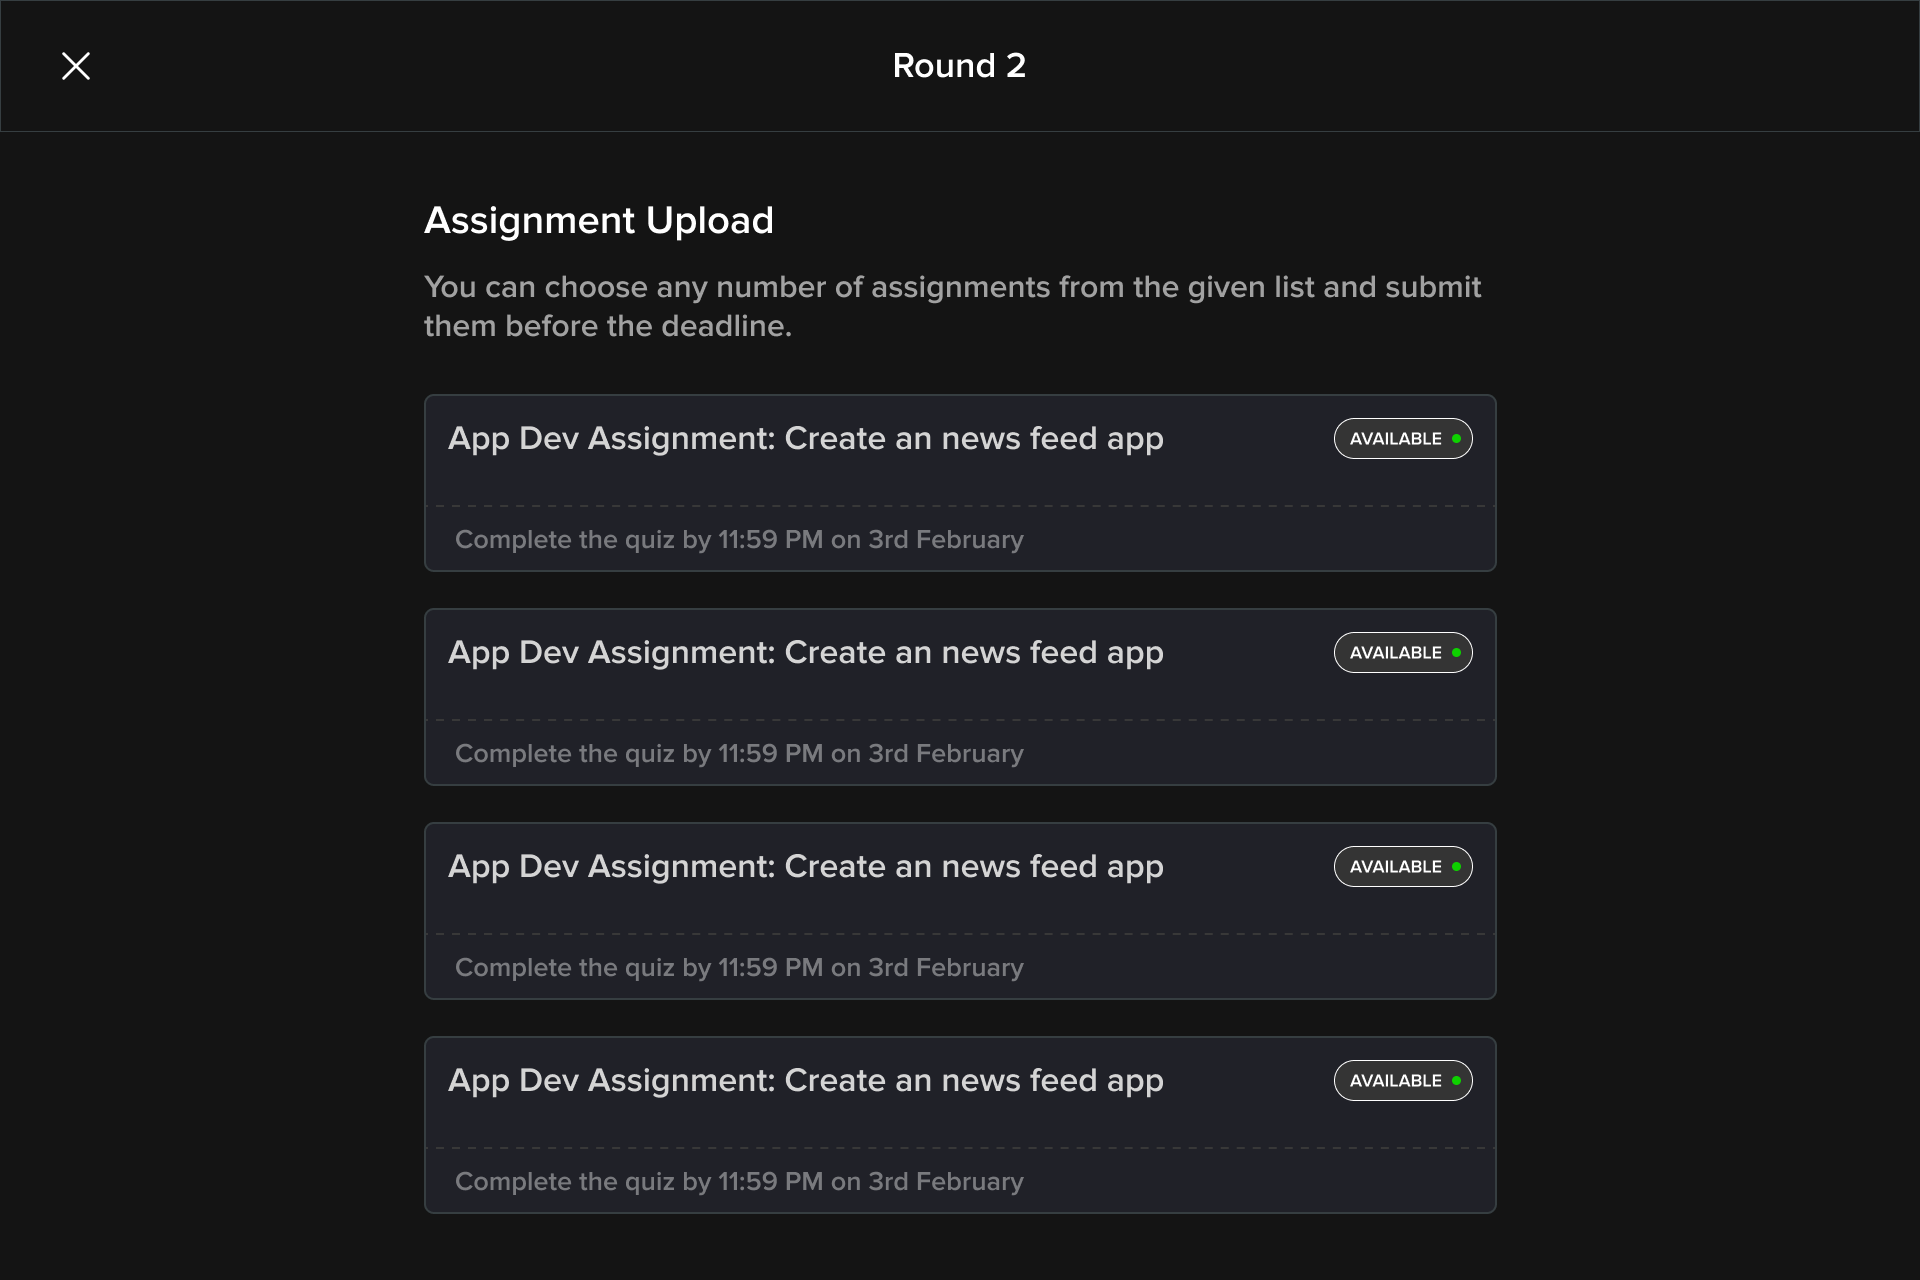 Round 2
Assignment Upload
You can choose any number of assignments from the given list and submit
them before the deadline.
App Dev Assignment: Create an news feed app
AVAILABLE
Complete the quiz by 11:59 PM on 3rd February
App Dev Assignment: Create an news feed app
AVAILABLE
Complete the quiz by 11:59 PM on 3rd February
App Dev Assignment: Create an news feed app
AVAILABLE
Complete the quiz by 11:59 PM on 3rd February
App Dev Assignment: Create an news feed app
AVAILABLE
Complete the quiz by 11:59 PM on 3rd February